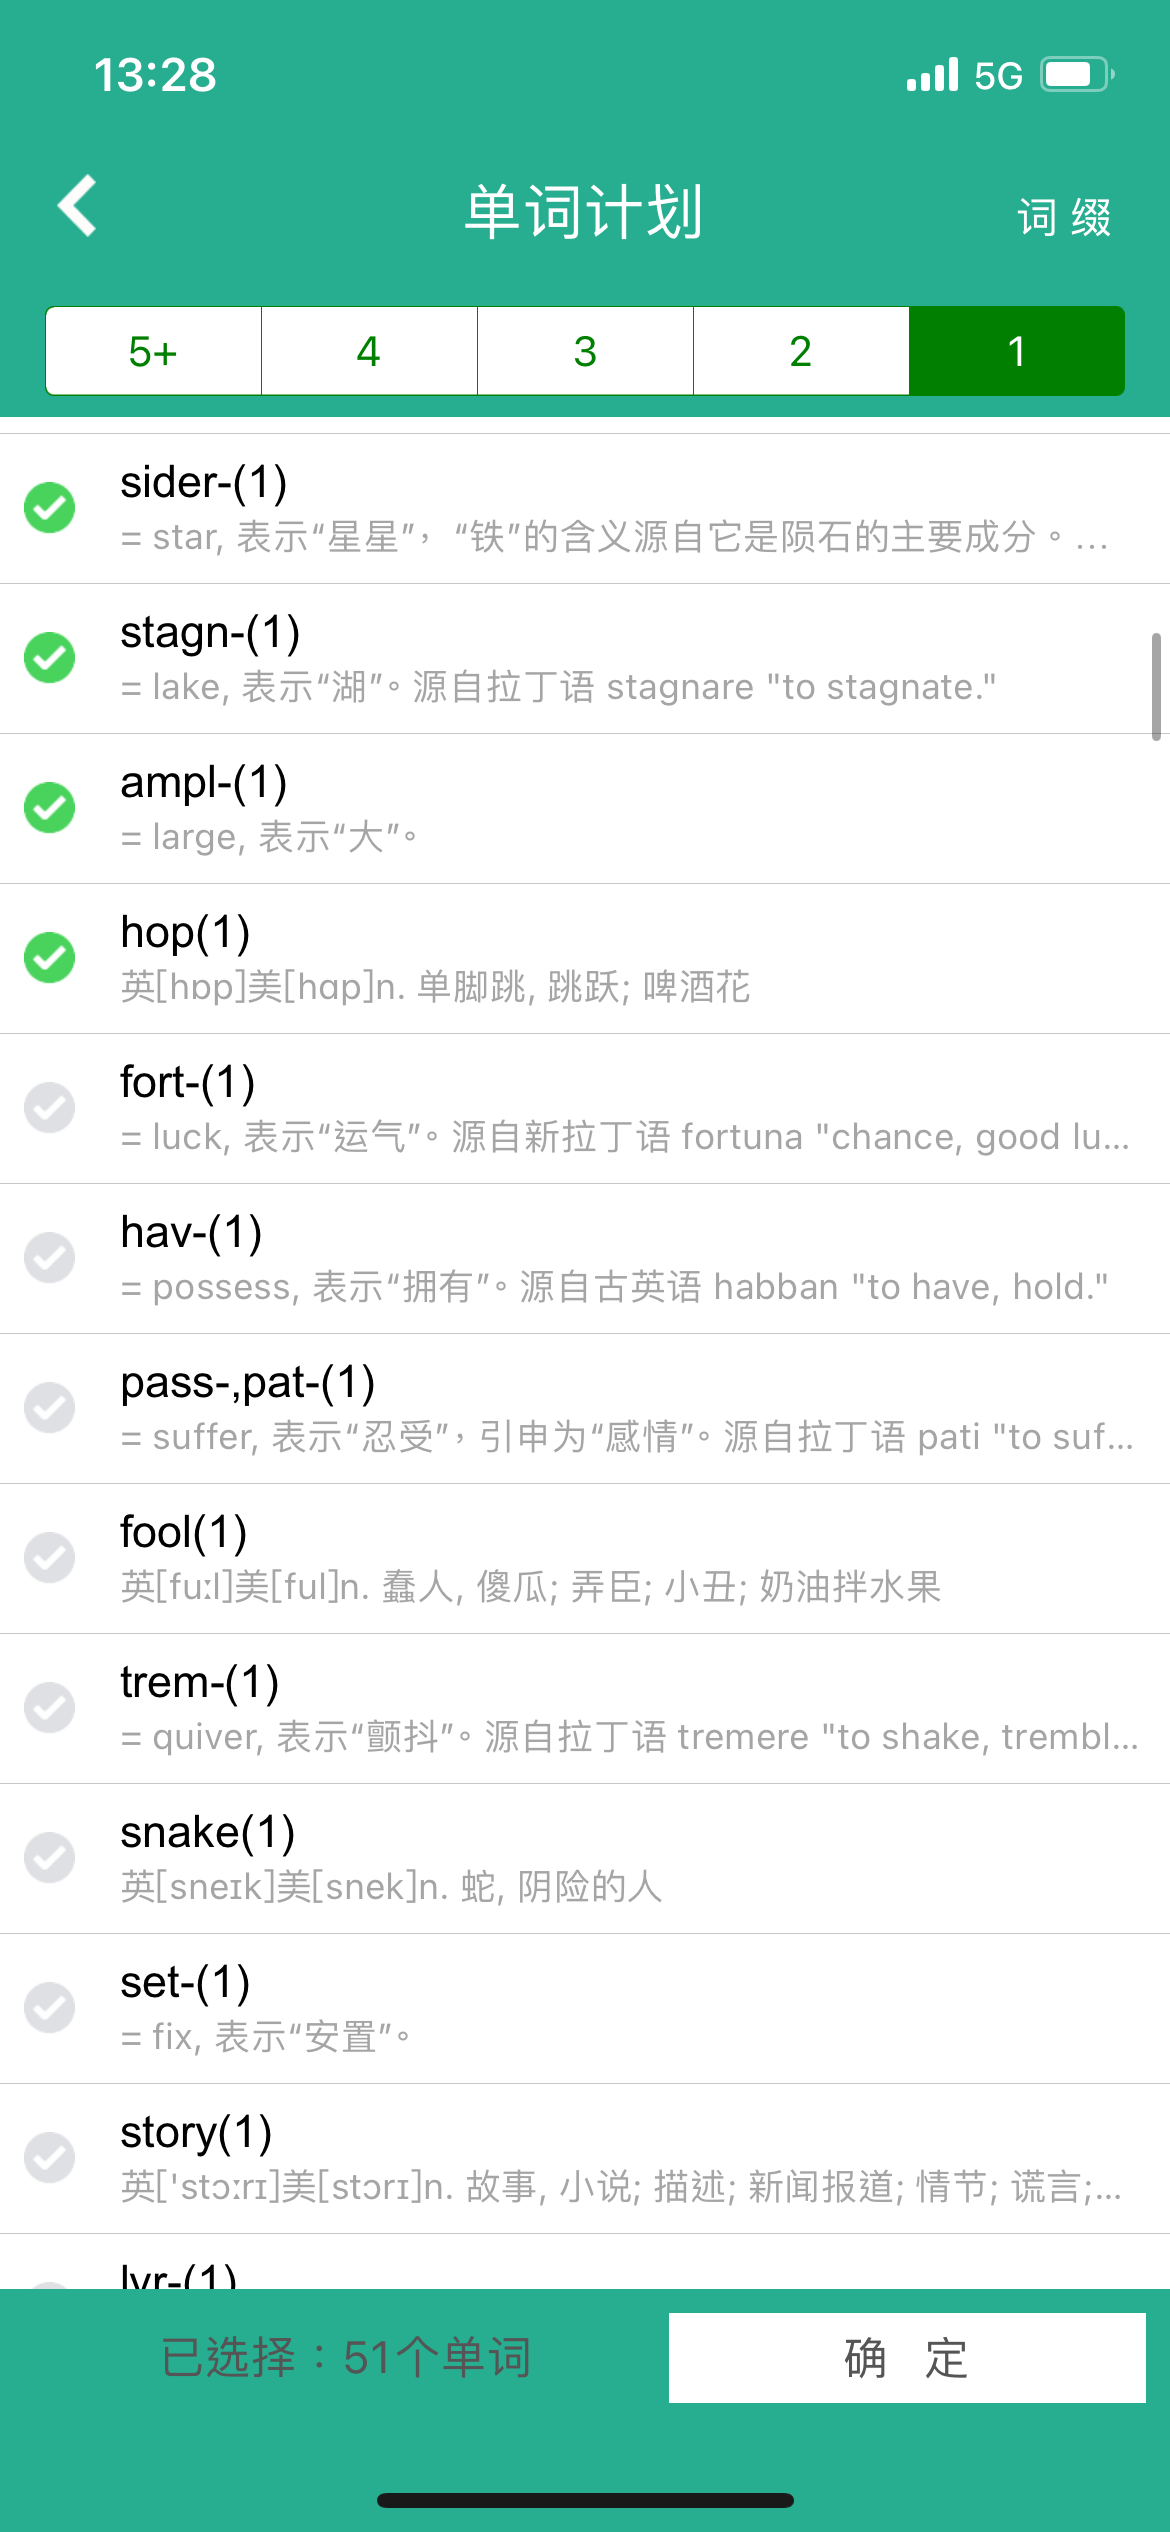 13:28
5G
单词计划
词 缀
5+ 4 3 2 1
sider-(1)
= star, 表示“星星”，“铁”的含义源自它是陨石的主要成分。...
stagn-(1)
= lake, 表示“湖”。源自拉丁语 stagnare "to stagnate."
ampl-(1)
= large, 表示“大”。
hop(1)
英[hɒp]美[hɑp]n. 单脚跳, 跳跃; 啤酒花
fort-(1)
= luck, 表示“运气”。源自新拉丁语 fortuna "chance, good lu...
hav-(1)
= possess, 表示“拥有”。源自古英语 habban "to have, hold."
pass-,pat-(1)
= suffer, 表示“忍受”，引申为“感情”。源自拉丁语 pati "to suf...
fool(1)
英[fuːl]美[ful]n. 蠢人, 傻瓜; 弄臣; 小丑; 奶油拌水果
trem-(1)
= quiver, 表示“颤抖”。源自拉丁语 tremere "to shake, trembl...
snake(1)
英[sneɪk]美[snek]n. 蛇, 阴险的人
set-(1)
= fix, 表示“安置”。
story(1)
英['stɔːrɪ]美[stɔrɪ]n. 故事, 小说; 描述; 新闻报道; 情节; 谎言;...
lyr-(1)
已选择：51个单词
确 定